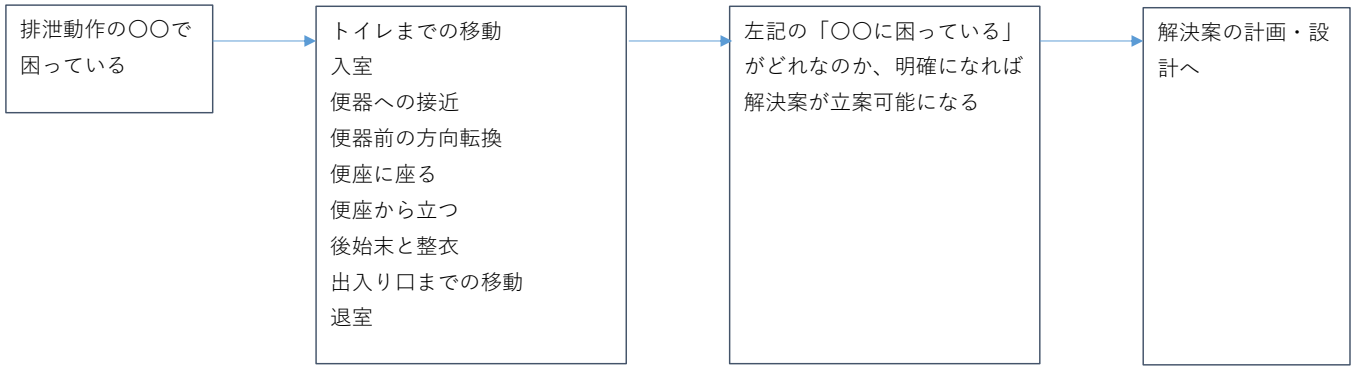 排泄動作の〇〇で
困っている
トイレまでの移動
入室
便器への接近
便器前の方向転換
便座に座る
便座から立つ
後始末と整衣
出入り口までの移動
退室
左記の「〇〇に困っている」
がどれなのか、明確になれば
解決案が立案可能になる
解決案の計画・設
計へ